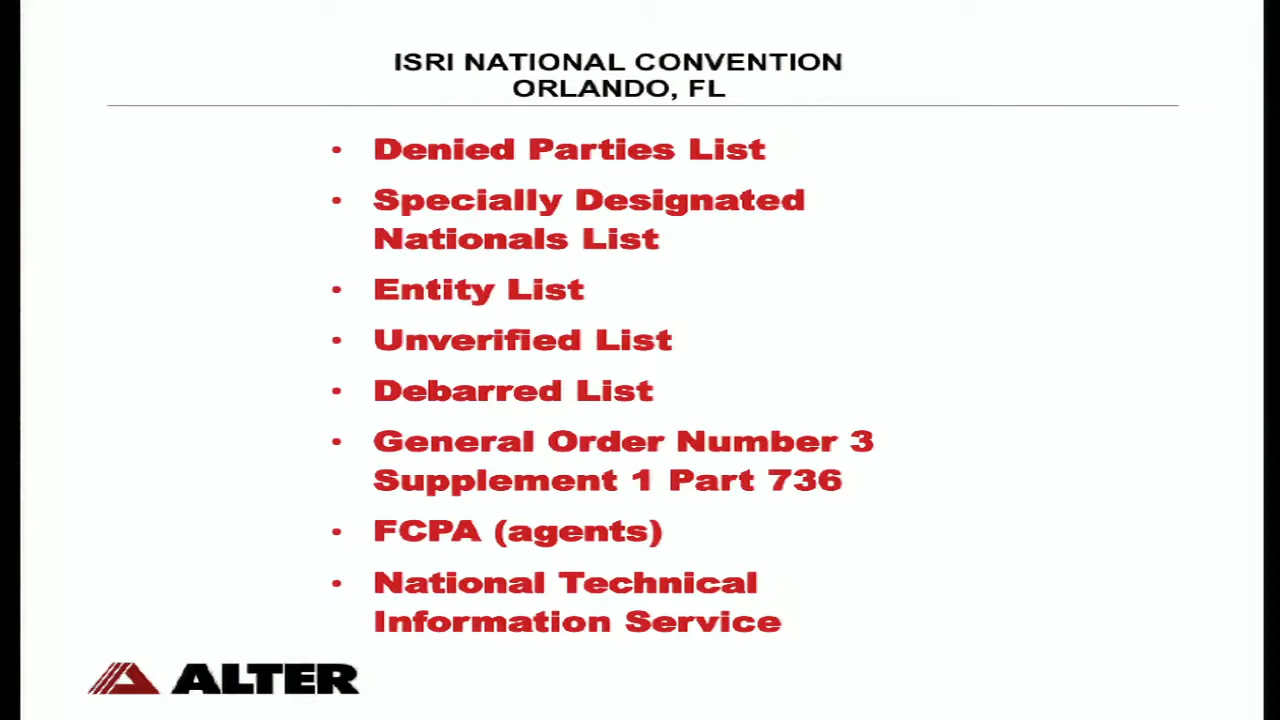 ISRI NATIONAL CONVENTION
ORLANDO, FL
• Denied Parties List
• Specially Designated
Nationals List
• Entity List
• Unverified List
• Debarred List
• General Order Number 3
Supplement 1 Part 736
• FCPA (agents)
• National Technical
Information Service
ALTER